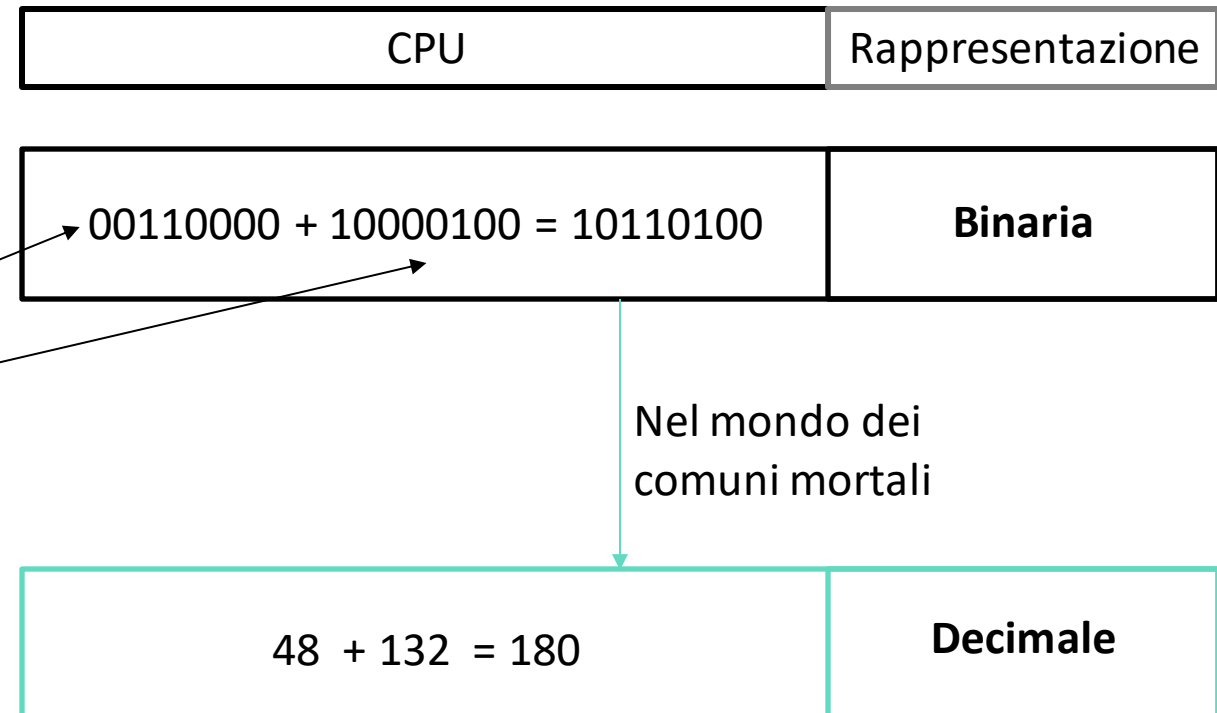 CPU Rappresentazione
00110000 + 10000100 = 10110100 Binaria
Nel mondo dei
comuni mortali
48 + 132 = 180 Decimale